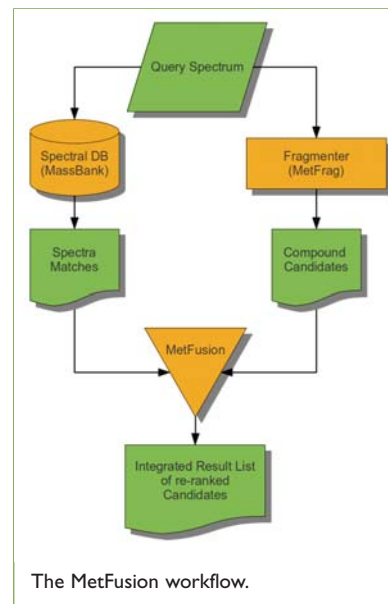 Query Spectrum
Spectral DB
(MassBank)
Fragmenter
(MetFrag)
Spectra
Matches
Compound
Candidates
MetFusion
Integrated Result List
of re-ranked
Candidates
The MetFusion workflow.